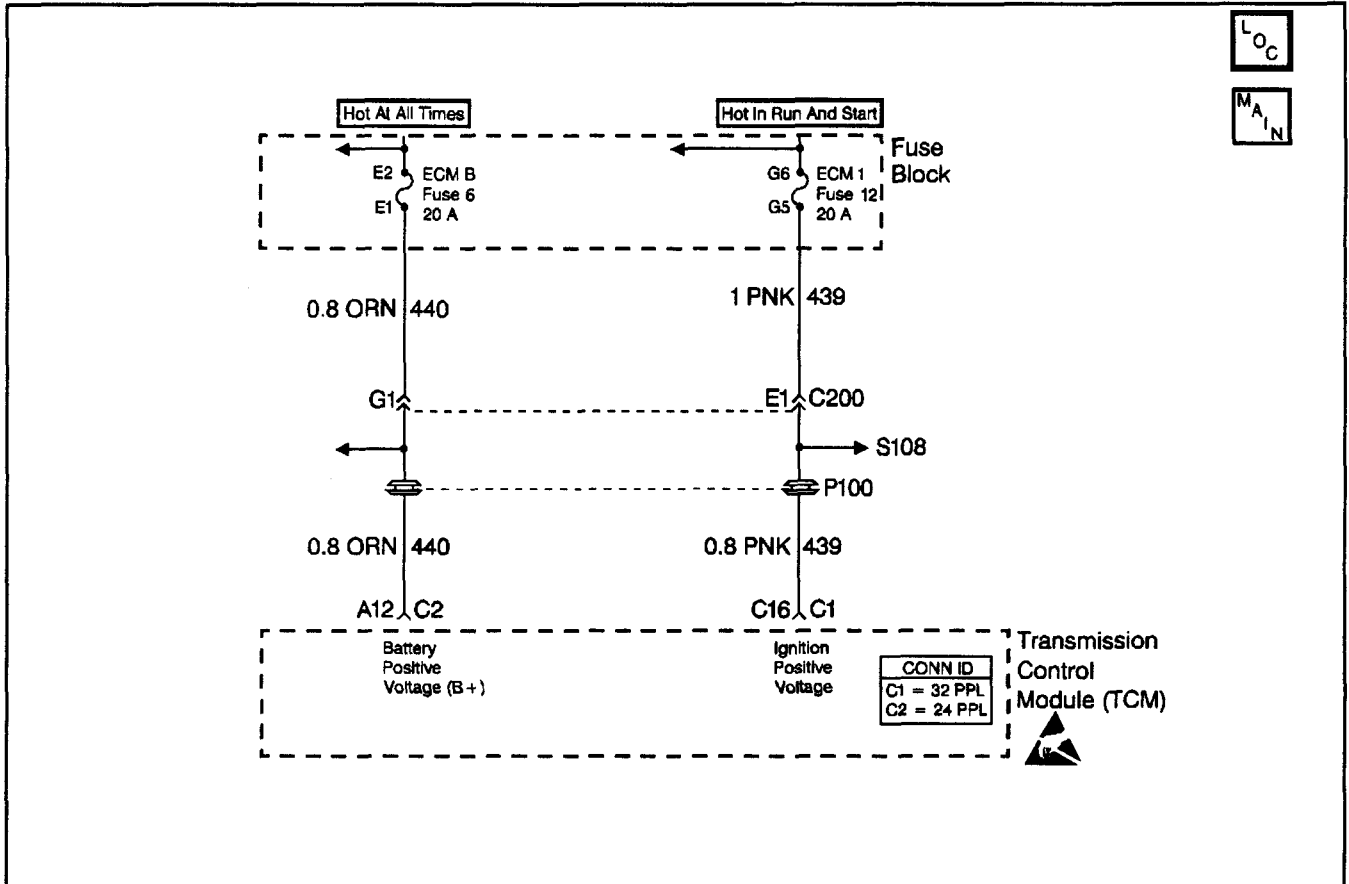 LOC
MAIN
Hot At All Times
Hot In Run And Start
Fuse
Block
E2
ECM B
Fuse 6
20 A
E1
G6
ECM 1
Fuse 12
20 A
G5
0.8 ORN 440
1 PNK 439
G1
E1 C200
S108
P100
0.8 ORN 440
0.8 PNK 439
A12 C2
C16 C1
Battery
Positive
Voltage (B+)
Ignition
Positive
Voltage
CONN ID
C1 = 32 PPL
C2 = 24 PPL
Transmission
Control
Module (TCM)